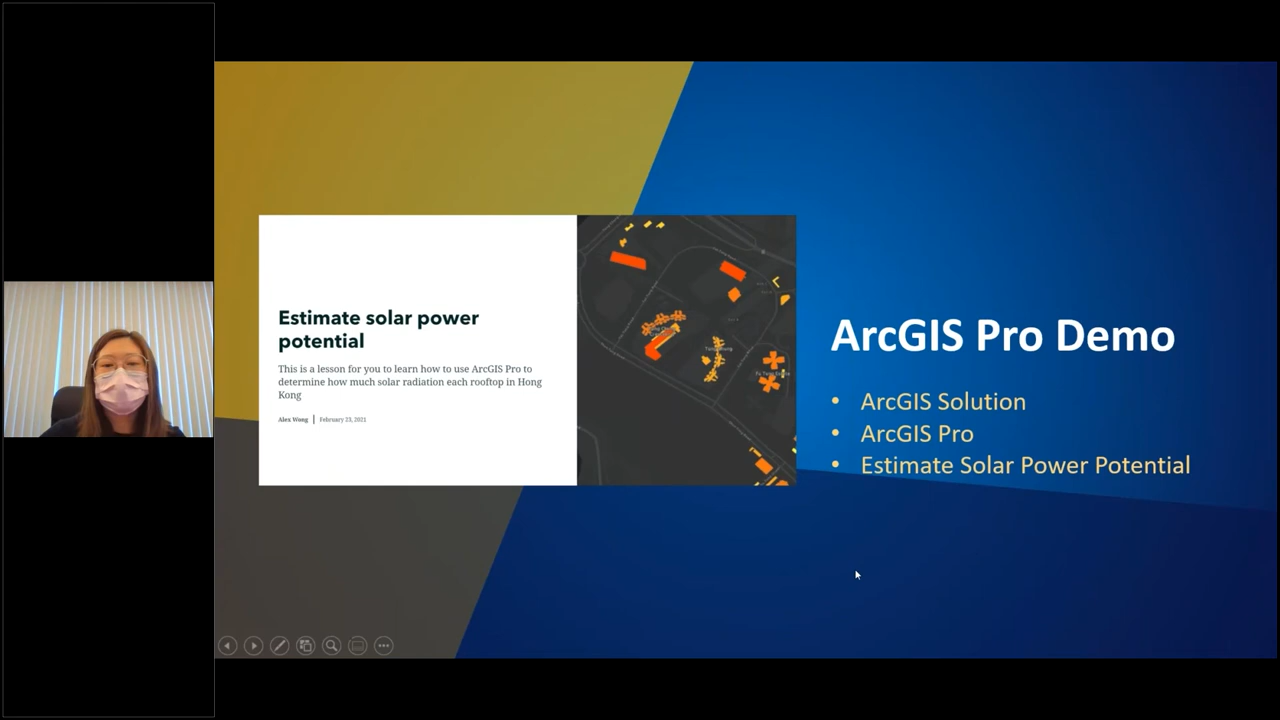 Estimate solar power
potential
This is a lesson for you to learn how to use ArcGIS Pro to
determine how much solar radiation each rooftop in Hong
Kong
Alex Wong | February 23, 2021
ArcGIS Pro Demo
• ArcGIS Solution
• ArcGIS Pro
• Estimate Solar Power Potential